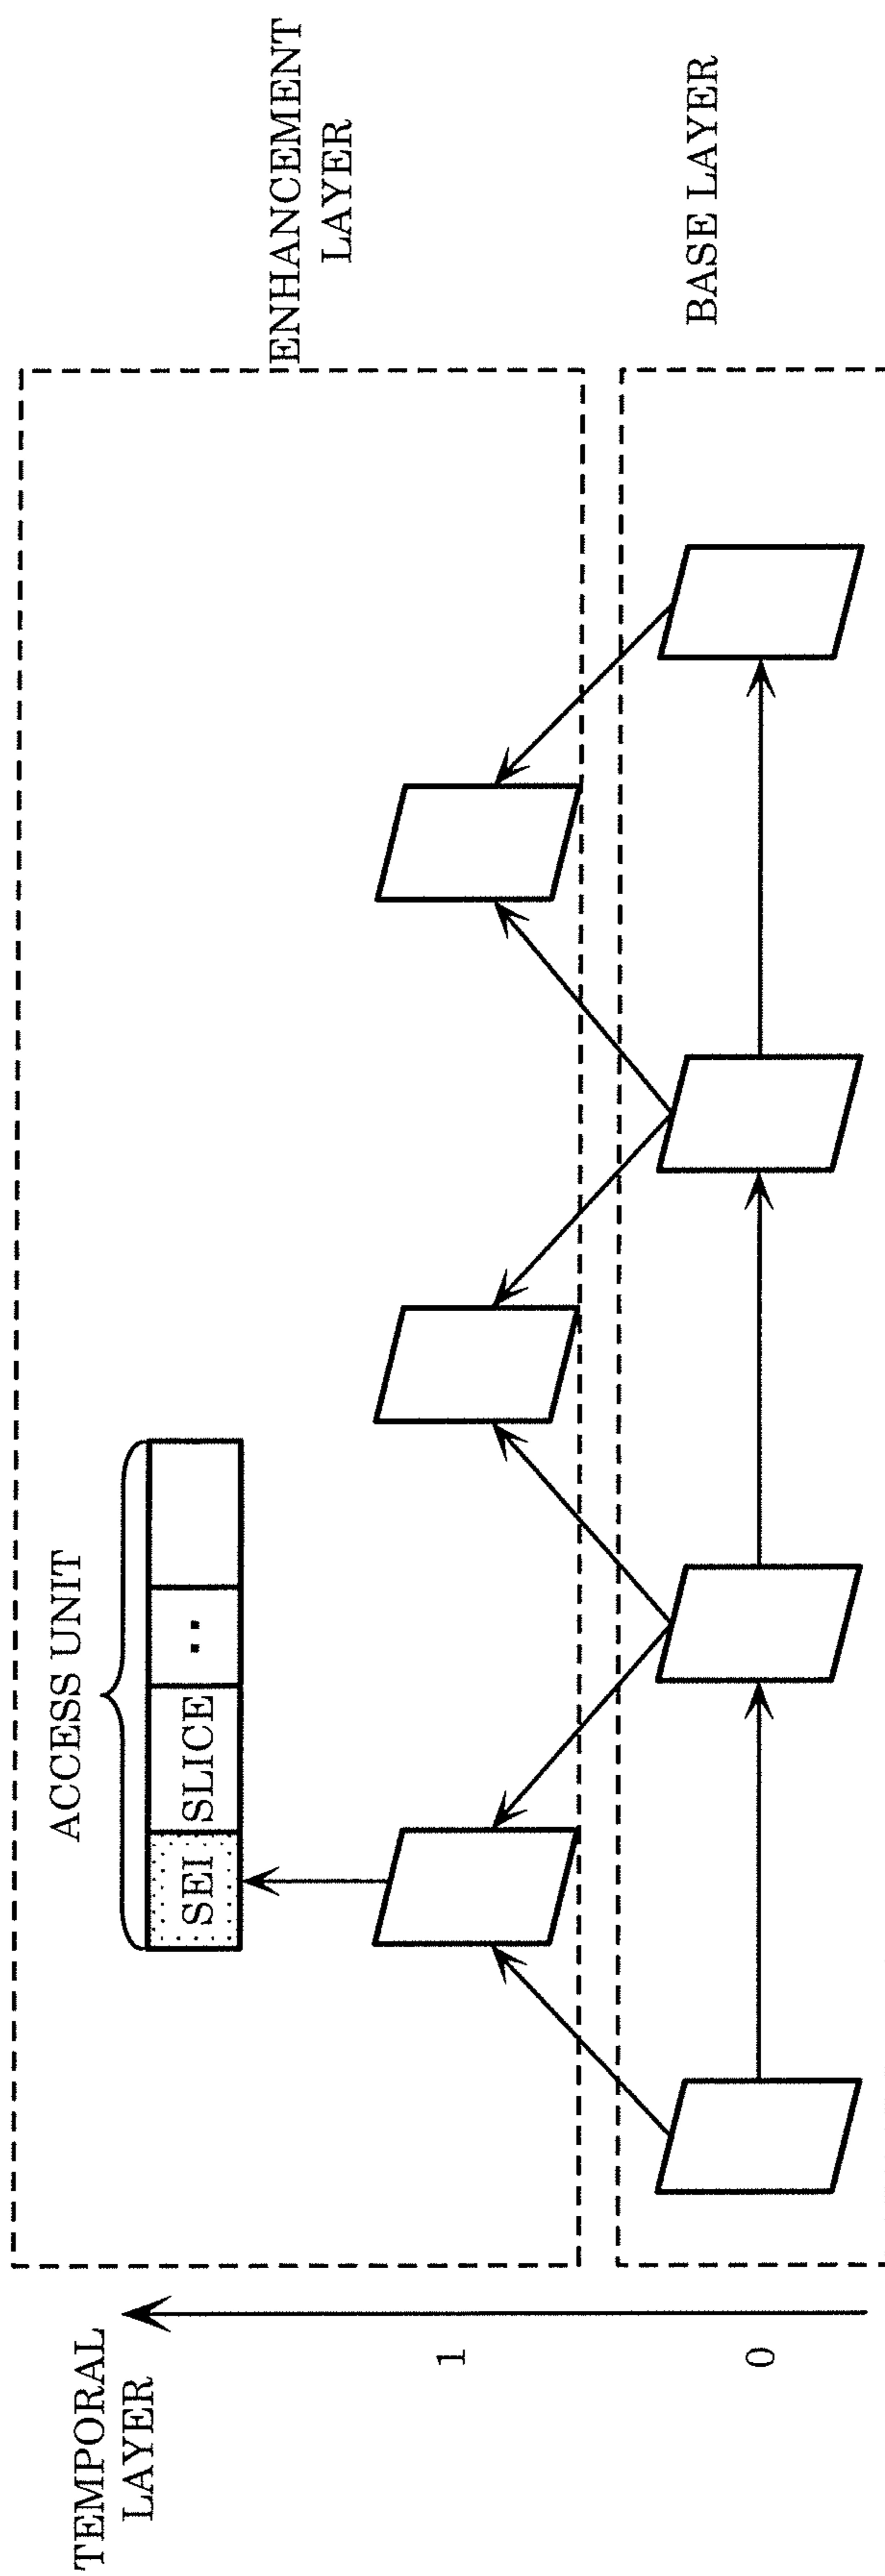 TEMPORAL
LAYER
1
0
ACCESS UNIT
SEI
SLICE
..
ENHANCEMENT
LAYER
BASE LAYER